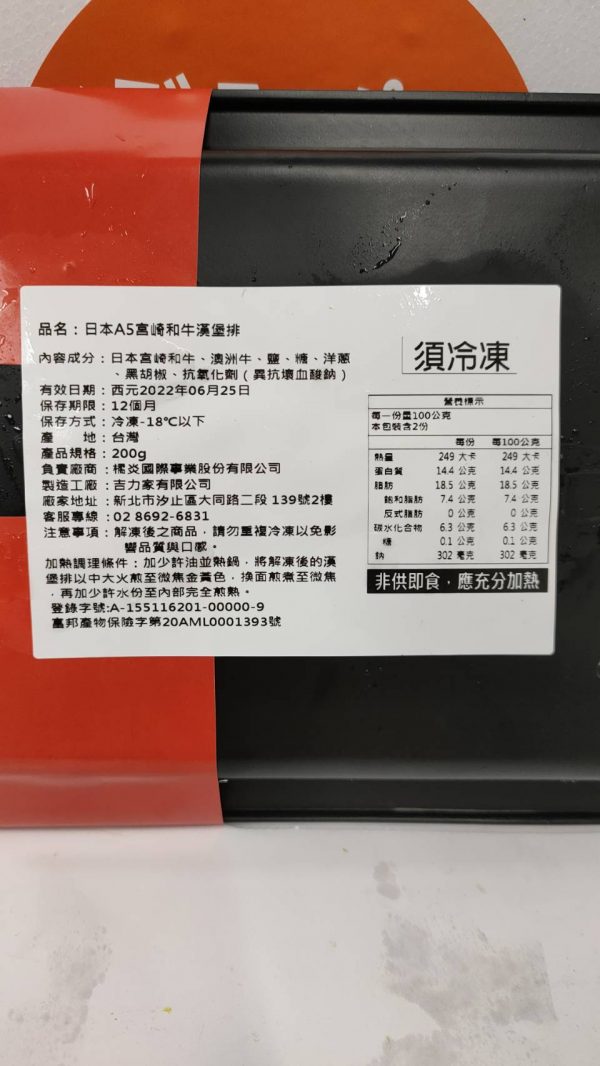 品名：日本A5宮崎和牛漢堡排
內容成分：日本宮崎和牛、澳洲牛、鹽、糖、洋蔥
、黑胡椒、抗氧化劑（異抗壞血酸鈉）
有效日期：西元2022年06月25日
保存期限：12個月
保存方式：冷凍-18℃以下
產　　地：台灣
產品規格：200g
負責廠商：橘炎國際事業股份有限公司
製造工廠：吉力家有限公司
廠家地址：新北市汐止區大同路二段 139號2樓
客服專線：02 8692-6831
注意事項：解凍後之商品，請勿重複冷凍以免影
響品質與口感。
加熱調理條件：加少許油並熱鍋，將解凍後的漢
堡排以中大火煎至微焦金黃色，換面煎煮至微焦
，再加少許水份至內部完全煎熟。
登錄字號:A-155116201-00000-9
富邦產物保險字第20AML0001393號
須冷凍
營養標示
每一份量100公克
本包裝含2份
每份 每100公克
熱量 249 大卡 249 大卡
蛋白質 14.4 公克 14.4 公克
脂肪 18.5 公克 18.5 公克
飽和脂肪 7.4 公克 7.4 公克
反式脂肪 0 公克 0 公克
碳水化合物 6.3 公克 6.3 公克
糖 0.1 公克 0.1 公克
鈉 302 毫克 302 毫克
非供即食，應充分加熱